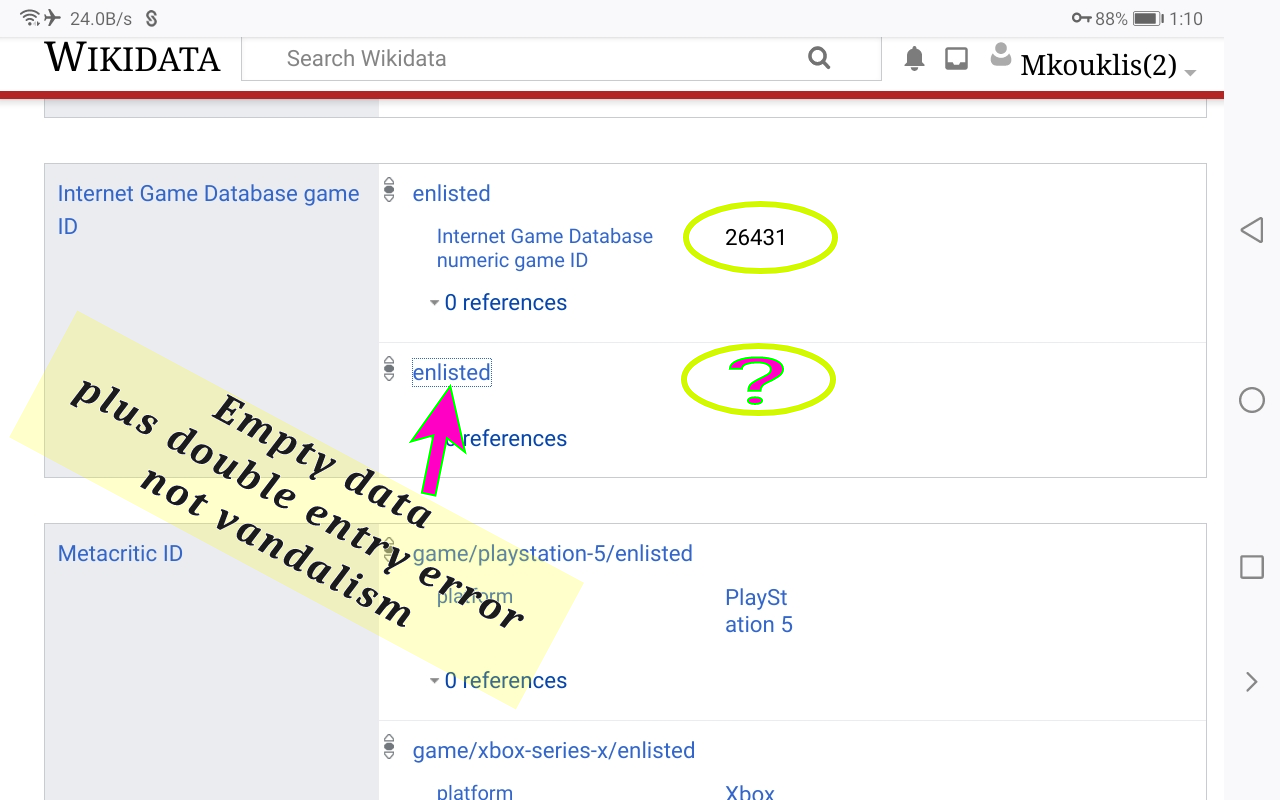 24.0B/s
88% 1:10
WIKIDATA
Search Wikidata
Mkouklis(2)
Internet Game Database game
ID
enlisted
Internet Game Database
numeric game ID
26431
0 references
enlisted
?
0 references
Empty data
plus double entry error
not vandalism
Metacritic ID
game/playstation-5/enlisted
platform
PlaySt
ation 5
0 references
game/xbox-series-x/enlisted
platform
Xbox